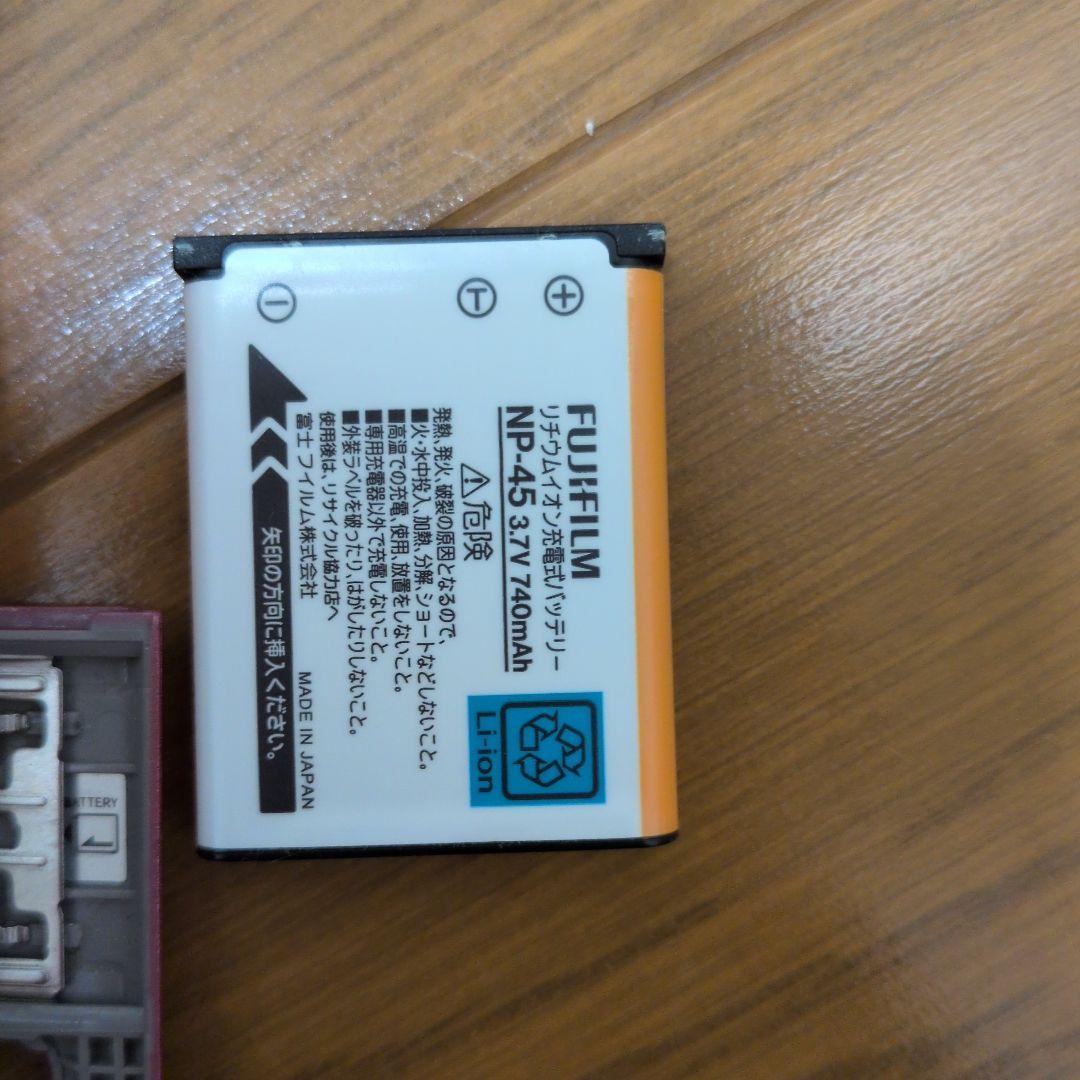 FUJIFILM
リチウムイオン充電式バッテリー
NP-45 3.7V 740mAh
危険
発熱、発火、破裂の原因となるので、
■火・水中投入、加熱、分解、ショートなどしないこと。
■高温での充電、使用、放置をしないこと。
■専用充電器以外で充電しないこと。
■外装ラベルを破ったり、はがしたりしないこと。
使用後は、リサイクル協力店へ
富士フイルム株式会社 MADE IN JAPAN
矢印の方向に挿入ください。
Li-ion
T
BATTERY